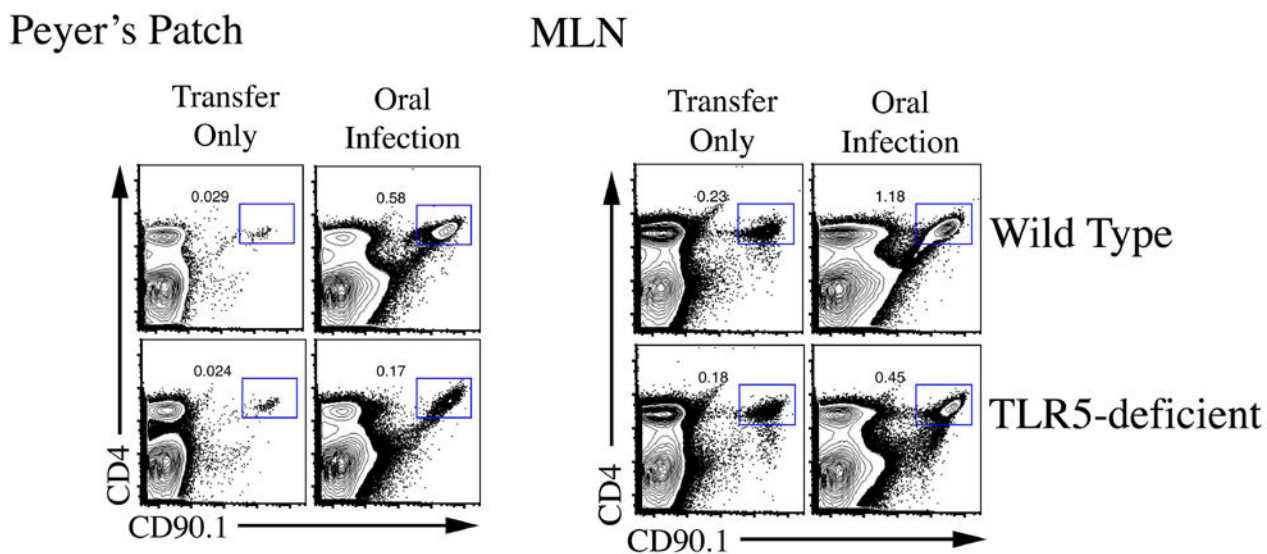 Peyer's Patch
MLN
Transfer
Only
Oral
Infection
Transfer
Only
Oral
Infection
0.029
0.58
0.23
1.18
Wild Type
0.024
0.17
0.18
0.45
TLR5-deficient
CD4
CD90.1
CD4
CD90.1